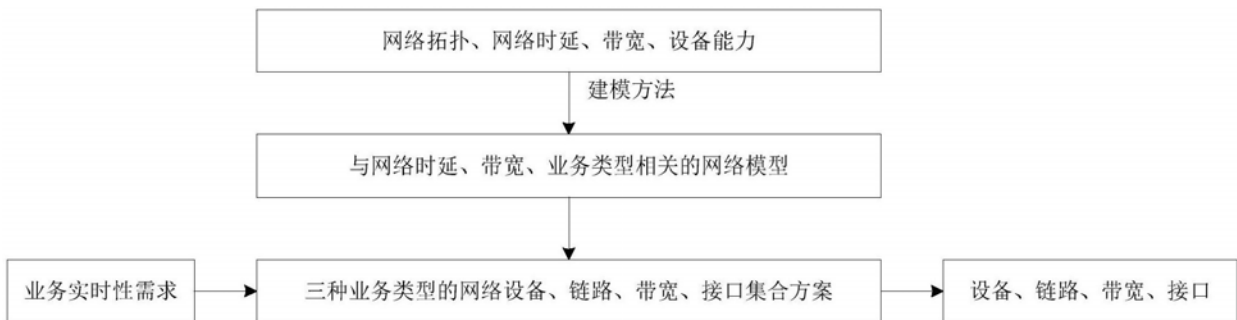 网络拓扑、网络时延、带宽、设备能力
建模方法
与网络时延、带宽、业务类型相关的网络模型
业务实时性需求
三种业务类型的网络设备、链路、带宽、接口集合方案
设备、链路、带宽、接口